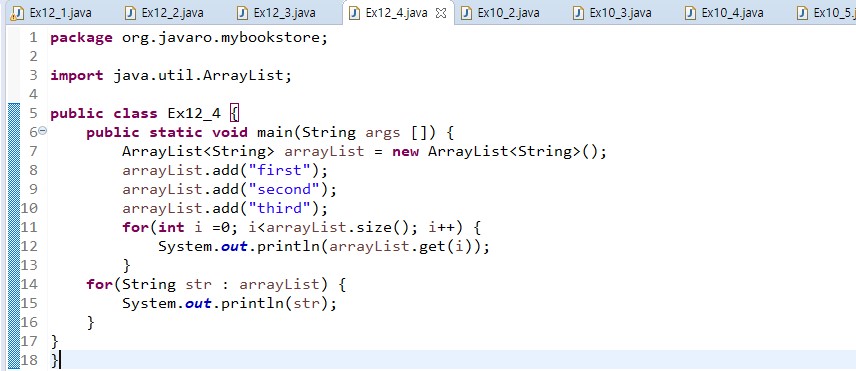 Ex12_1.java Ex12_2.java Ex12_3.java Ex12_4.java Ex10_2.java Ex10_3.java Ex10_4.java Ex10_5.j
1 package org.javaro.mybookstore;
2
3 import java.util.ArrayList;
4
5 public class Ex12_4 {
6     public static void main(String args []) {
7         ArrayList<String> arrayList = new ArrayList<String>();
8         arrayList.add("first");
9         arrayList.add("second");
10         arrayList.add("third");
11         for(int i =0; i<arrayList.size(); i++) {
12             System.out.println(arrayList.get(i));
13         }
14     for(String str : arrayList) {
15         System.out.println(str);
16     }
17 }
18 }